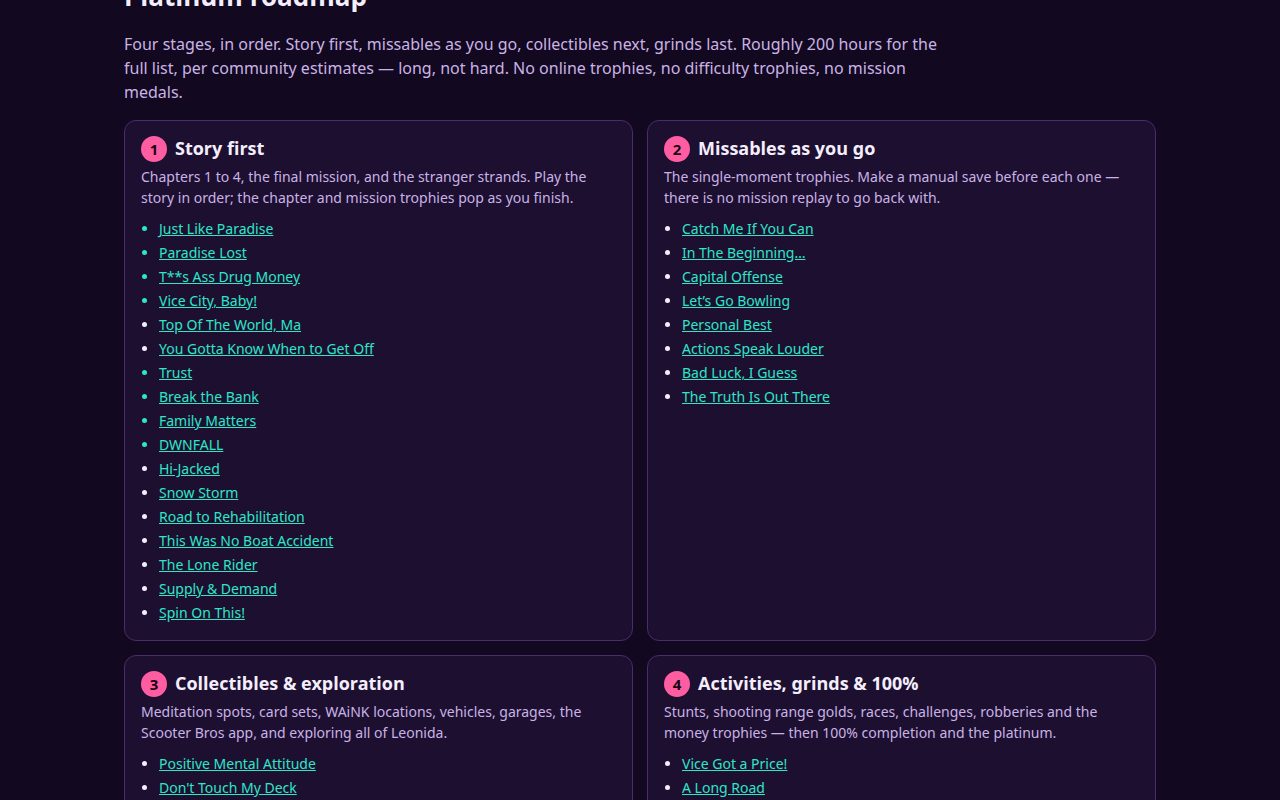 Platinum roadmap
Four stages, in order. Story first, missables as you go, collectibles next, grinds last. Roughly 200 hours for the
full list, per community estimates — long, not hard. No online trophies, no difficulty trophies, no mission
medals.
1 Story first
Chapters 1 to 4, the final mission, and the stranger strands. Play the
story in order; the chapter and mission trophies pop as you finish.
• Just Like Paradise
• Paradise Lost
• T**s Ass Drug Money
• Vice City, Baby!
• Top Of The World, Ma
• You Gotta Know When to Get Off
• Trust
• Break the Bank
• Family Matters
• DWNFALL
• Hi-Jacked
• Snow Storm
• Road to Rehabilitation
• This Was No Boat Accident
• The Lone Rider
• Supply & Demand
• Spin On This!
2 Missables as you go
The single-moment trophies. Make a manual save before each one —
there is no mission replay to go back with.
• Catch Me If You Can
• In The Beginning...
• Capital Offense
• Let's Go Bowling
• Personal Best
• Actions Speak Louder
• Bad Luck, I Guess
• The Truth Is Out There
3 Collectibles & exploration
Meditation spots, card sets, WAiNK locations, vehicles, garages, the
Scooter Bros app, and exploring all of Leonida.
• Positive Mental Attitude
• Don't Touch My Deck
4 Activities, grinds & 100%
Stunts, shooting range golds, races, challenges, robberies and the
money trophies — then 100% completion and the platinum.
• Vice Got a Price!
• A Long Road